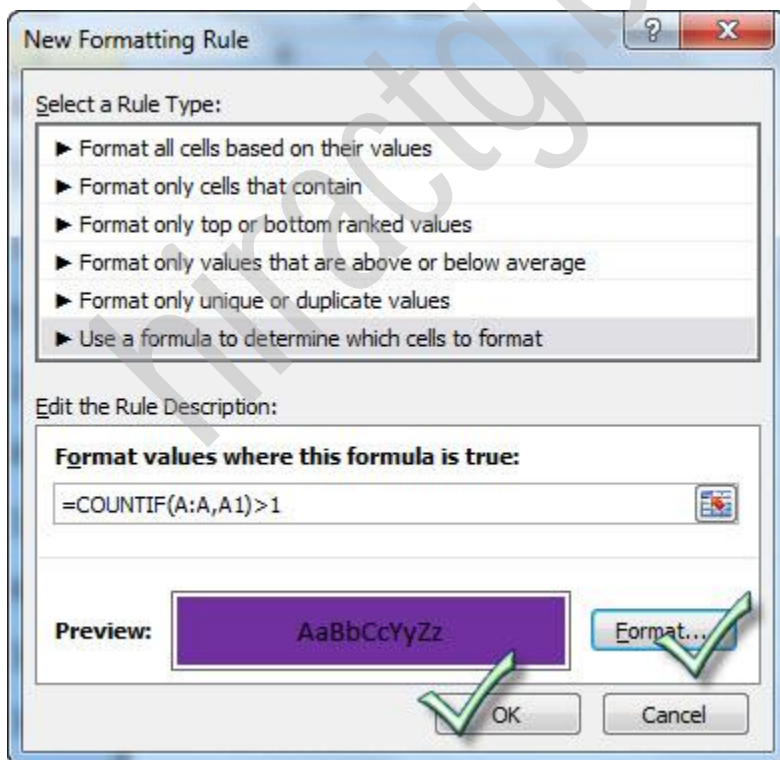 New Formatting Rule
?
X
Select a Rule Type:
► Format all cells based on their values
► Format only cells that contain
► Format only top or bottom ranked values
► Format only values that are above or below average
► Format only unique or duplicate values
► Use a formula to determine which cells to format
Edit the Rule Description:
Format values where this formula is true:
=COUNTIF(A:A,A1)>1
Preview:
AaBbCcYyZz
Format...
OK
Cancel
hiractg.b